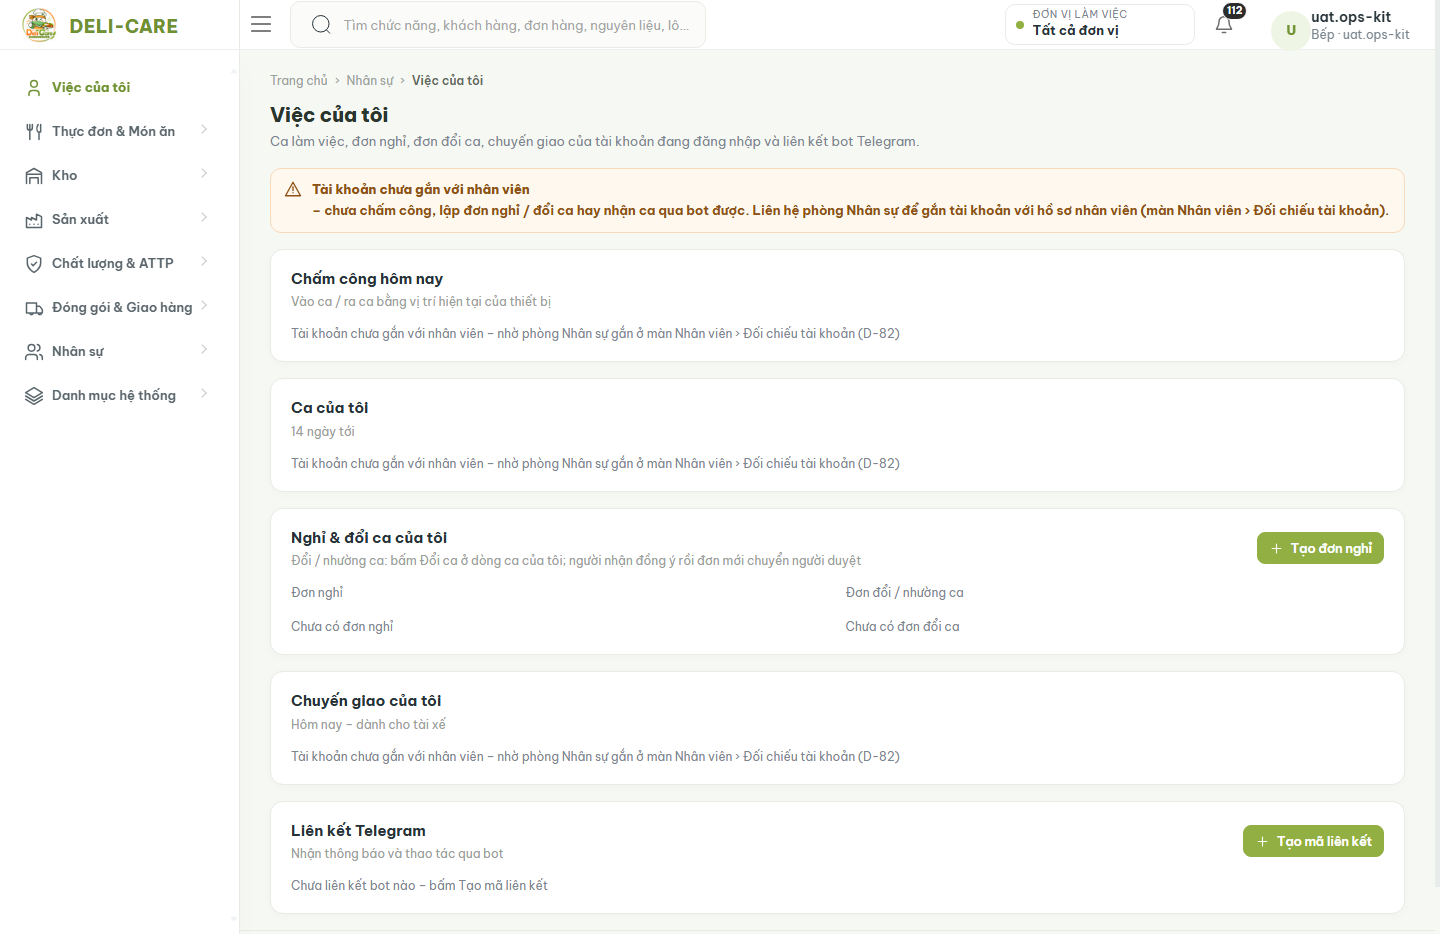 DELI-CARE
Tìm chức năng, khách hàng, đơn hàng, nguyên liệu, lô...
ĐƠN VỊ LÀM VIỆC
Tất cả đơn vị
112
U
uat.ops-kit
Bếp · uat.ops-kit
Việc của tôi
Thực đơn & Món ăn
Kho
Sản xuất
Chất lượng & ATTP
Đóng gói & Giao hàng
Nhân sự
Danh mục hệ thống
Trang chủ › Nhân sự › Việc của tôi
Việc của tôi
Ca làm việc, đơn nghỉ, đơn đổi ca, chuyến giao của tài khoản đang đăng nhập và liên kết bot Telegram.
Tài khoản chưa gắn với nhân viên
– chưa chấm công, lập đơn nghỉ / đổi ca hay nhận ca qua bot được. Liên hệ phòng Nhân sự để gắn tài khoản với hồ sơ nhân viên (màn Nhân viên › Đối chiếu tài khoản).
Chấm công hôm nay
Vào ca / ra ca bằng vị trí hiện tại của thiết bị
Tài khoản chưa gắn với nhân viên – nhờ phòng Nhân sự gắn ở màn Nhân viên › Đối chiếu tài khoản (D-82)
Ca của tôi
14 ngày tới
Tài khoản chưa gắn với nhân viên – nhờ phòng Nhân sự gắn ở màn Nhân viên › Đối chiếu tài khoản (D-82)
Nghỉ & đổi ca của tôi
Đổi / nhường ca: bấm Đổi ca ở dòng ca của tôi; người nhận đồng ý rồi đơn mới chuyển người duyệt
Tạo đơn nghỉ
Đơn nghỉ
Đơn đổi / nhường ca
Chưa có đơn nghỉ
Chưa có đơn đổi ca
Chuyến giao của tôi
Hôm nay – dành cho tài xế
Tài khoản chưa gắn với nhân viên – nhờ phòng Nhân sự gắn ở màn Nhân viên › Đối chiếu tài khoản (D-82)
Liên kết Telegram
Nhận thông báo và thao tác qua bot
Tạo mã liên kết
Chưa liên kết bot nào – bấm Tạo mã liên kết